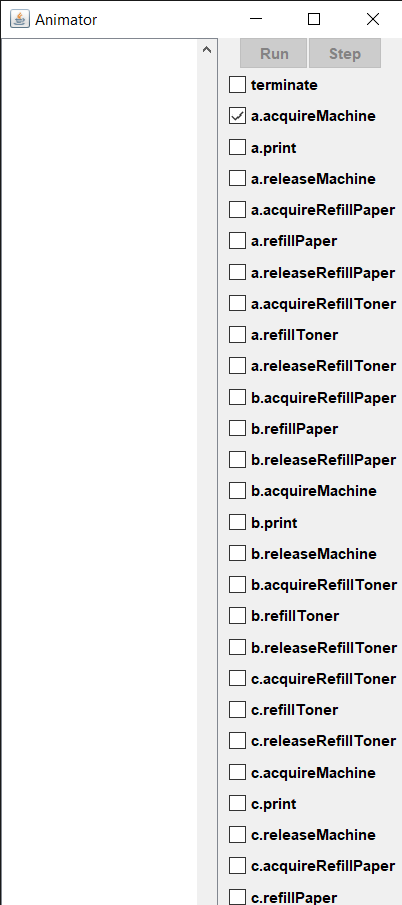 Animator
Run Step
terminate
a.acquireMachine
a.print
a.releaseMachine
a.acquireRefillPaper
a.refillPaper
a.releaseRefillPaper
a.acquireRefillToner
a.refillToner
a.releaseRefillToner
b.acquireRefillPaper
b.refillPaper
b.releaseRefillPaper
b.acquireMachine
b.print
b.releaseMachine
b.acquireRefillToner
b.refillToner
b.releaseRefillToner
c.acquireRefillToner
c.refillToner
c.releaseRefillToner
c.acquireMachine
c.print
c.releaseMachine
c.acquireRefillPaper
c.refillPaper